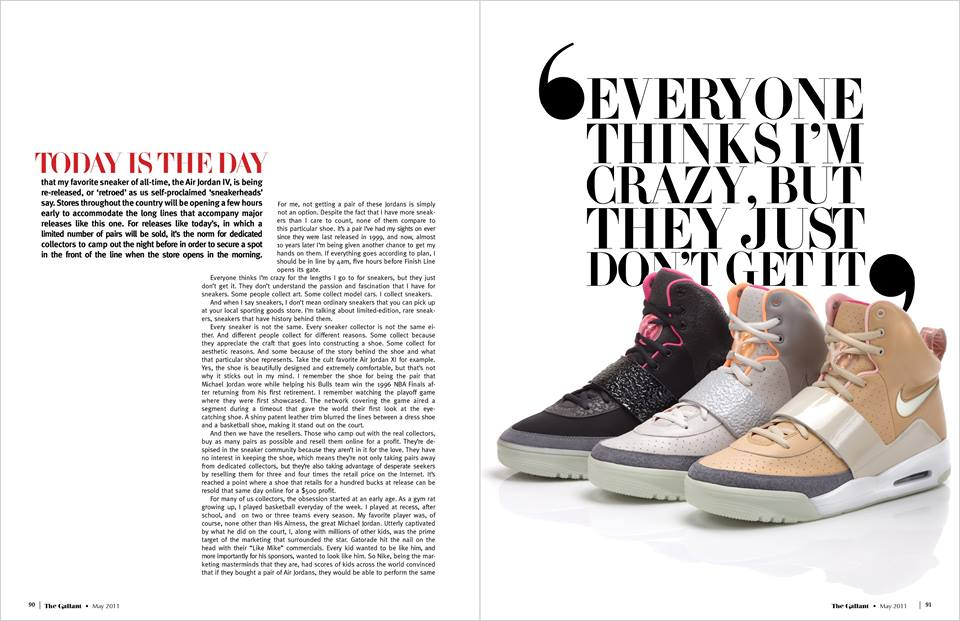 TODAY IS THE DAY
that my favorite sneaker of all-time, the Air Jordan IV, is being
re-released, or ‘retroed’ as us self-proclaimed ‘sneakerheads’
say. Stores throughout the country will be opening a few hours
early to accommodate the long lines that accompany major
releases like this one. For releases like today’s, in which a
limited number of pairs will be sold, it’s the norm for dedicated
collectors to camp out the night before in order to secure a spot
in the front of the line when the store opens in the morning.
For me, not getting a pair of these Jordans is simply
not an option. Despite the fact that I have more sneak-
ers than I care to count, none of them compare to
this particular shoe. It’s a pair I’ve had my sights on ever
since they were last released in 1999, and now, almost
10 years later I’m being given another chance to get my
hands on them. If everything goes according to plan, I
should be in line by 4am, five hours before Finish Line
opens its gate.
Everyone thinks I’m crazy for the lengths I go to for sneakers, but they just
don’t get it. They don’t understand the passion and fascination that I have for
sneakers. Some people collect art. Some collect model cars. I collect sneakers.
And when I say sneakers, I don’t mean ordinary sneakers that you can pick up
at your local sporting goods store. I’m talking about limited-edition, rare sneak-
ers, sneakers that have history behind them.
Every sneaker is not the same. Every sneaker collector is not the same ei-
ther. And different people collect for different reasons. Some collect because
they appreciate the craft that goes into constructing a shoe. Some collect for
aesthetic reasons. And some because of the story behind the shoe and what
that particular shoe represents. Take the cult favorite Air Jordan XI for example.
Yes, the shoe is beautifully designed and extremely comfortable, but that’s not
why it sticks out in my mind. I remember the shoe for being the pair that
Michael Jordan wore while helping his Bulls team win the 1996 NBA Finals af-
ter returning from his first retirement. I remember watching the playoff game
where they were first showcased. The network covering the game aired a
segment during a timeout that gave the world their first look at the eye-
catching shoe. A shiny patent leather trim blurred the lines between a dress shoe
and a basketball shoe, making it stand out on the court.
And then we have the resellers. Those who camp out with the real collectors,
buy as many pairs as possible and resell them online for a profit. They’re de-
spised in the sneaker community because they aren’t in it for the love. They have
no interest in keeping the shoe, which means they’re not only taking pairs away
from dedicated collectors, but they’re also taking advantage of desperate seekers
by reselling them for three and four times the retail price on the Internet. It’s
reached a point where a shoe that retails for a hundred bucks at release can be
resold that same day online for a $500 profit.
For many of us collectors, the obsession started at an early age. As a gym rat
growing up, I played basketball everyday of the week. I played at recess, after
school, and on two or three teams every season. My favorite player was, of
course, none other than His Airness, the great Michael Jordan. Utterly captivated
by what he did on the court, I, along with millions of other kids, was the prime
target of the marketing that surrounded the star. Gatorade hit the nail on the
head with their “Like Mike” commercials. Every kid wanted to be like him, and
more importantly for his sponsors, wanted to look like him. So Nike, being the mar-
keting masterminds that they are, had scores of kids across the world convinced
that if they bought a pair of Air Jordans, they would be able to perform the same
90 | The Gallant • May 2011
‘EVERYONE
THINKS I’M
CRAZY, BUT
THEY JUST
DON’T GET IT’
The Gallant • May 2011 | 91